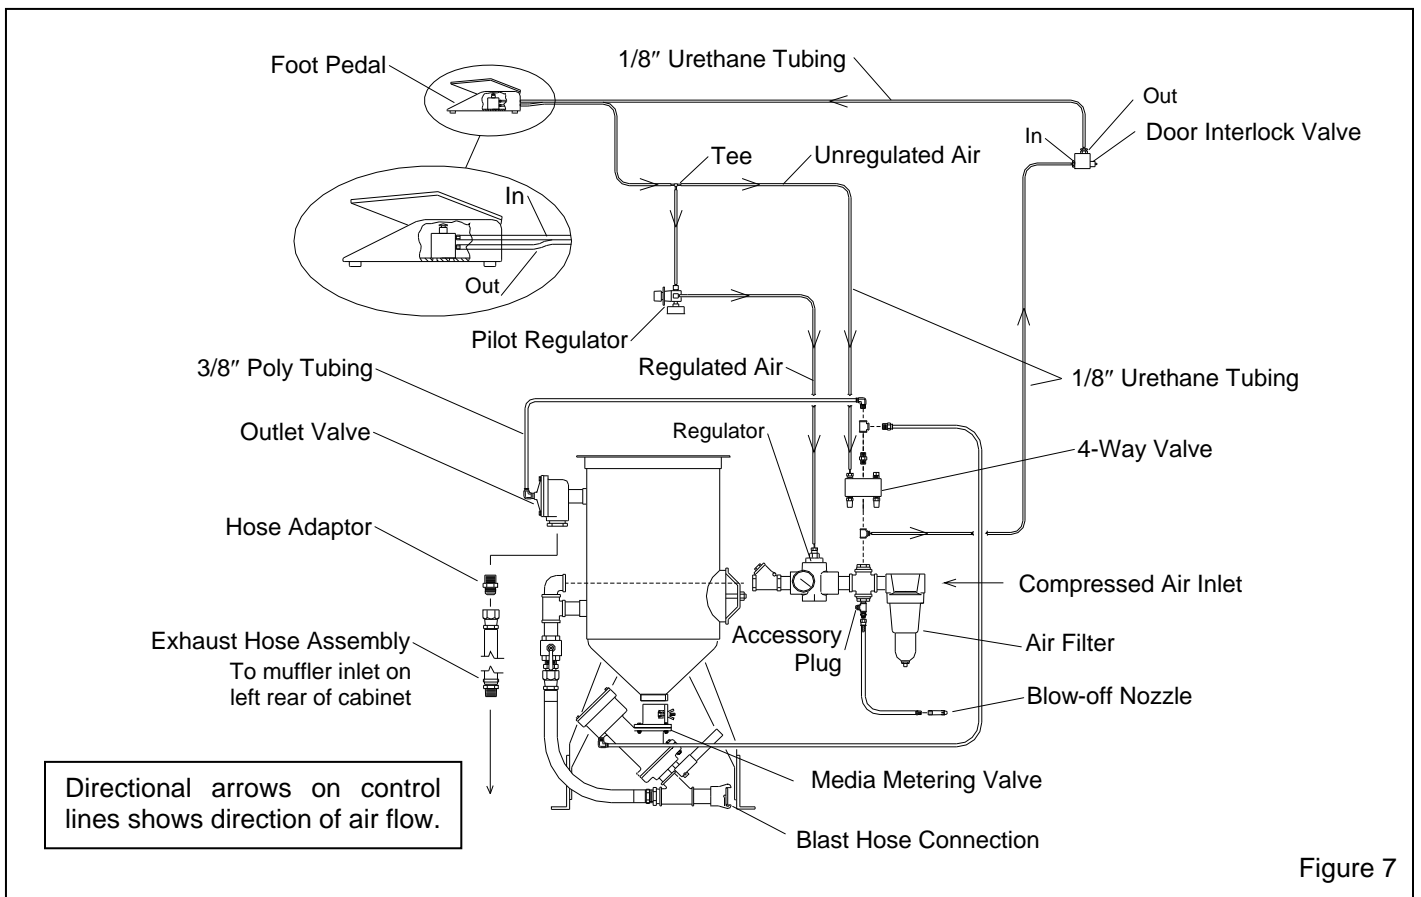 1/8″ Urethane Tubing
Foot Pedal
Out
In
Door Interlock Valve
Tee
Unregulated Air
In
Out
Pilot Regulator
3/8″ Poly Tubing
Regulated Air
1/8″ Urethane Tubing
Outlet Valve
Regulator
4-Way Valve
Hose Adaptor
Compressed Air Inlet
Exhaust Hose Assembly
To muffler inlet on
left rear of cabinet
Accessory
Plug
Air Filter
Blow-off Nozzle
Media Metering Valve
Directional arrows on control
lines shows direction of air flow.
Blast Hose Connection
Figure 7